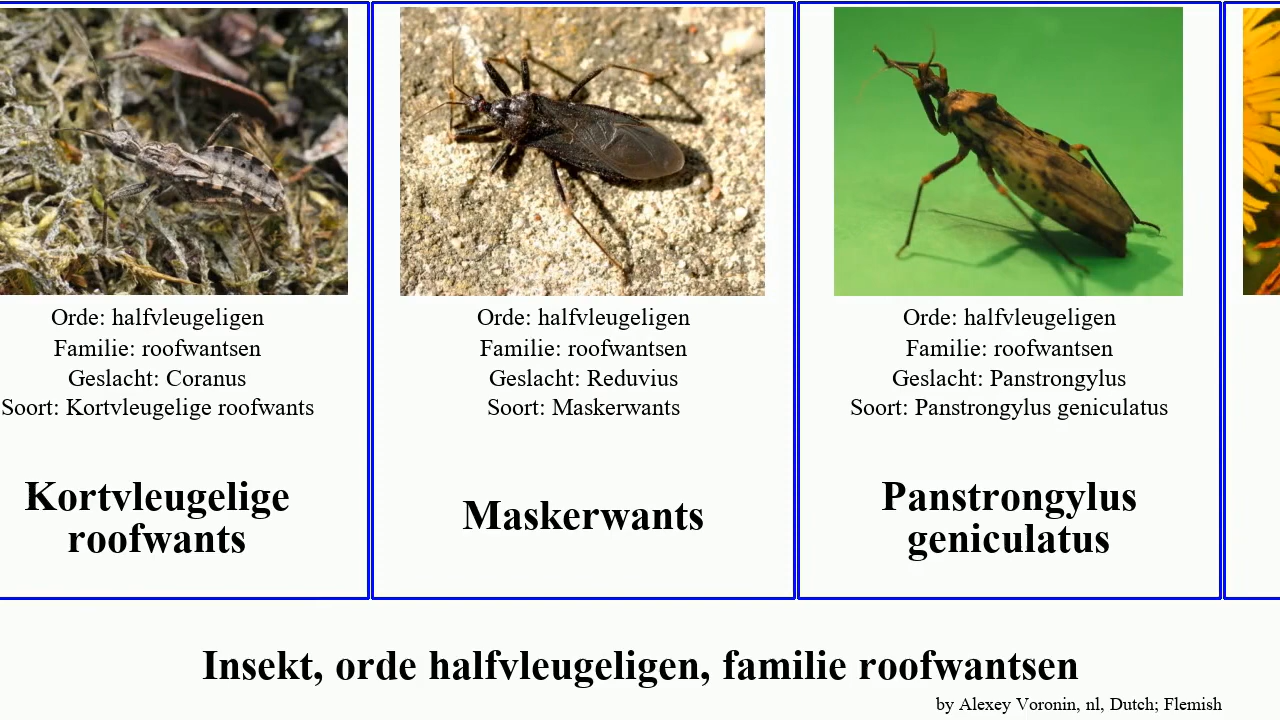 Orde: halfvleugeligen
Familie: roofwantsen
Geslacht: Coranus
Soort: Kortvleugelige roofwants
Kortvleugelige
roofwants
Orde: halfvleugeligen
Familie: roofwantsen
Geslacht: Reduvius
Soort: Maskerwants
Maskerwants
Orde: halfvleugeligen
Familie: roofwantsen
Geslacht: Panstrongylus
Soort: Panstrongylus geniculatus
Panstrongylus
geniculatus
Insekt, orde halfvleugeligen, familie roofwantsen
by Alexey Voronin, nl, Dutch; Flemish